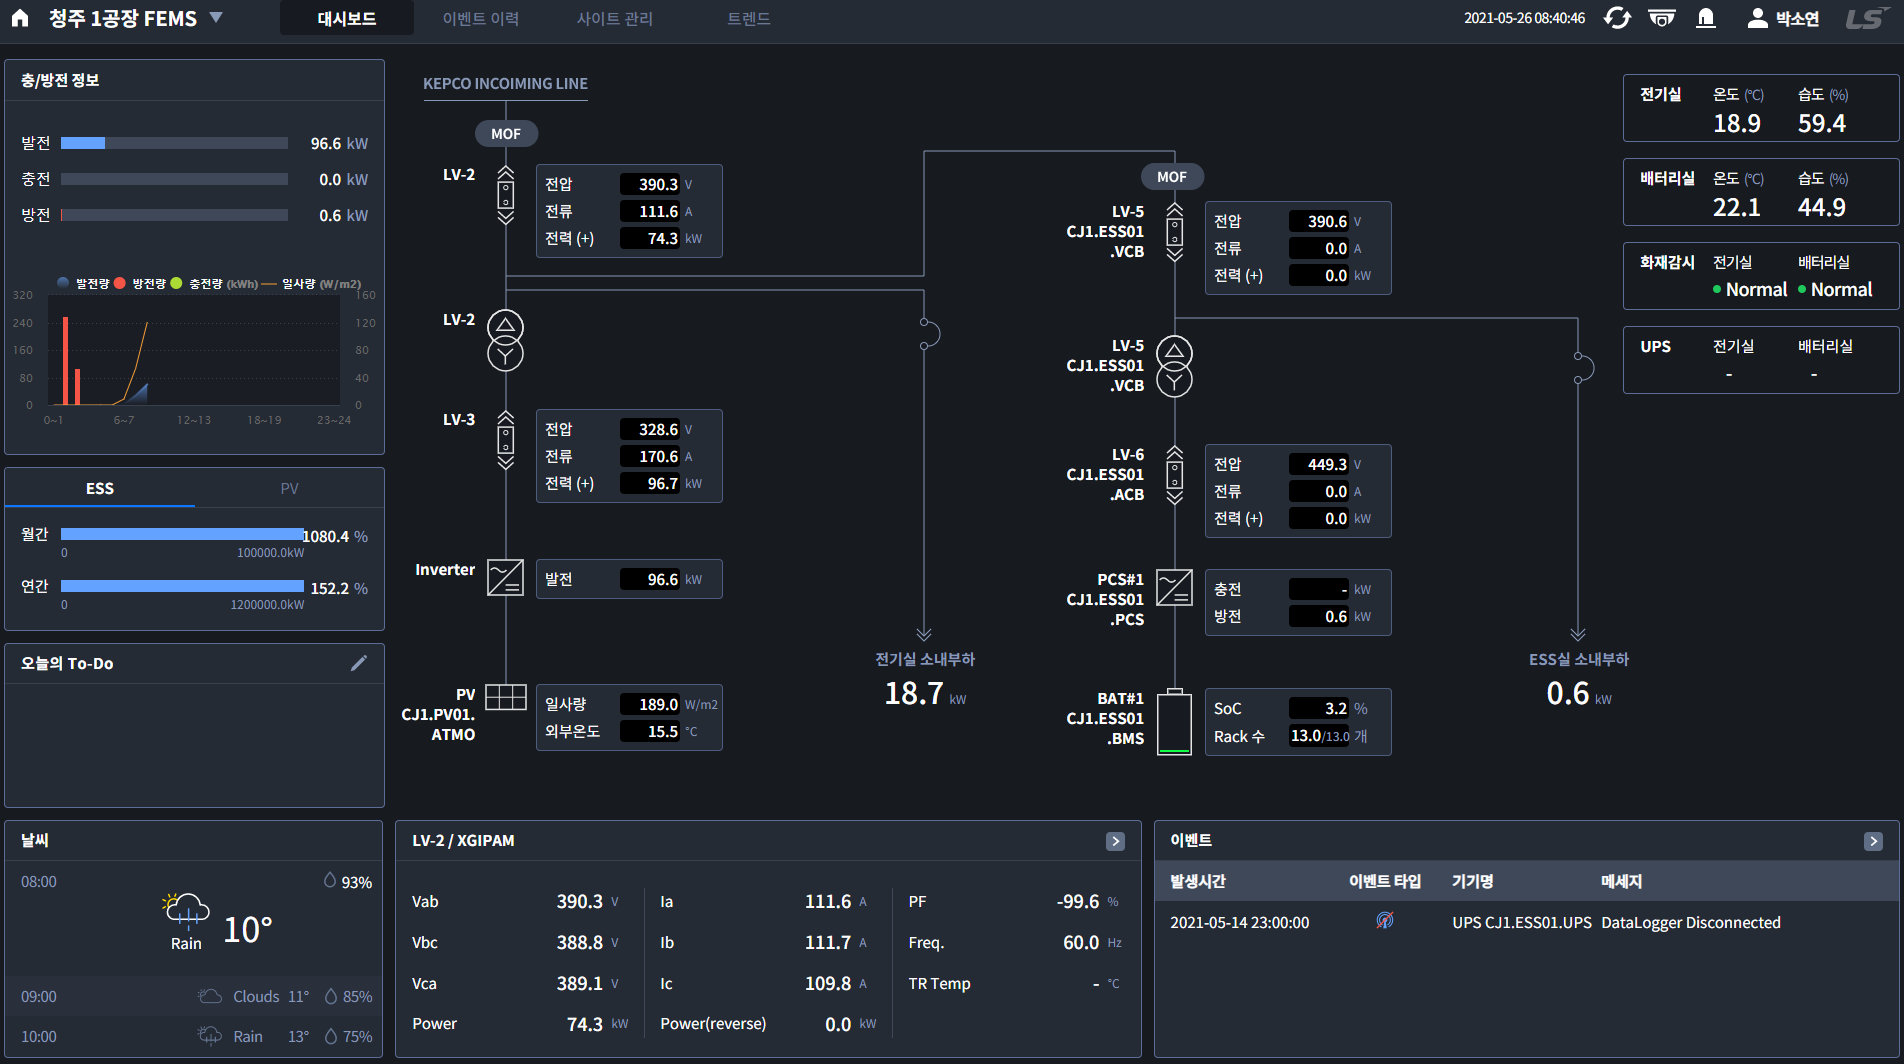 청주 1공장 FEMS
대시보드
이벤트 이력
사이트 관리
트렌드
2021-05-26 08:40:46
박소연
LS
충/방전 정보
발전 96.6 kW
충전 0.0 kW
방전 0.6 kW
발전량 방전량 충전량 (kWh) 일사량 (W/m2)
320 160
240 120
160 80
80 40
0 0
0~1 6~7 12~13 18~19 23~24
ESS PV
월간 1080.4 %
0 100000.0kW
연간 152.2 %
0 1200000.0kW
오늘의 To-Do
날씨
08:00 93%
Rain 10°
09:00 Clouds 11° 85%
10:00 Rain 13° 75%
KEPCO INCOIMING LINE
MOF
LV-2
전압 390.3 V
전류 111.6 A
전력 (+) 74.3 kW
LV-2
LV-3
전압 328.6 V
전류 170.6 A
전력 (+) 96.7 kW
Inverter
발전 96.6 kW
PV
CJ1.PV01.
ATMO
일사량 189.0 W/m2
외부온도 15.5 °C
전기실 소내부하
18.7 kW
MOF
LV-5
CJ1.ESS01
.VCB
전압 390.6 V
전류 0.0 A
전력 (+) 0.0 kW
LV-5
CJ1.ESS01
.VCB
LV-6
CJ1.ESS01
.ACB
전압 449.3 V
전류 0.0 A
전력 (+) 0.0 kW
PCS#1
CJ1.ESS01
.PCS
충전 - kW
방전 0.6 kW
BAT#1
CJ1.ESS01
.BMS
SoC 3.2 %
Rack 수 13.0/13.0 개
ESS실 소내부하
0.6 kW
전기실 온도 (℃) 습도 (%)
18.9 59.4
배터리실 온도 (℃) 습도 (%)
22.1 44.9
화재감시 전기실 배터리실
Normal Normal
UPS 전기실 배터리실
- -
LV-2 / XGIPAM
Vab 390.3 V Ia 111.6 A PF -99.6 %
Vbc 388.8 V Ib 111.7 A Freq. 60.0 Hz
Vca 389.1 V Ic 109.8 A TR Temp - °C
Power 74.3 kW Power(reverse) 0.0 kW
이벤트
발생시간 이벤트 타입 기기명 메세지
2021-05-14 23:00:00 UPS CJ1.ESS01.UPS DataLogger Disconnected